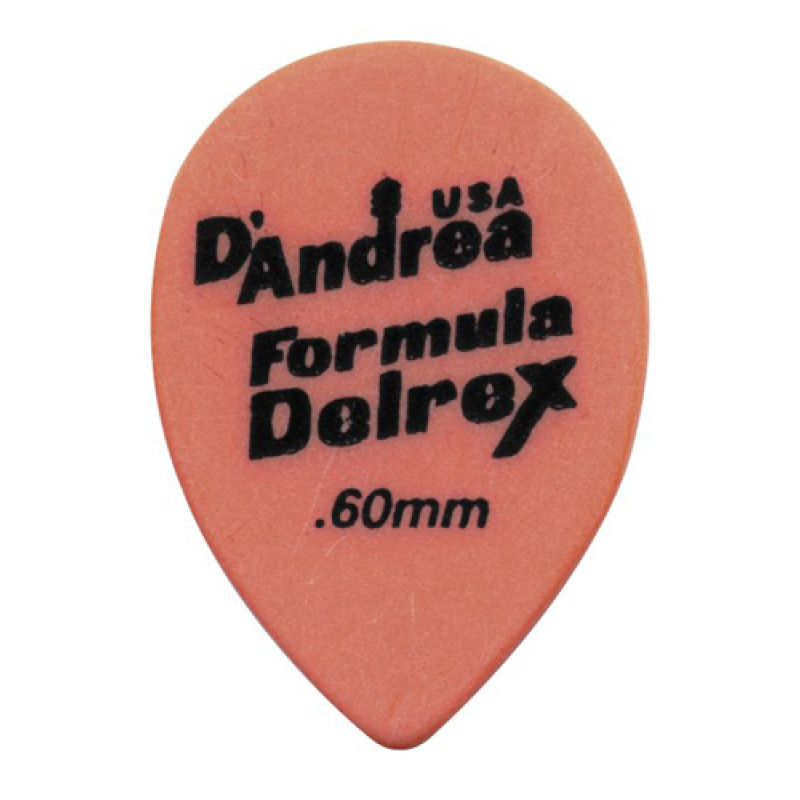 D'Andrea USA
Formula
Delrex
.60mm